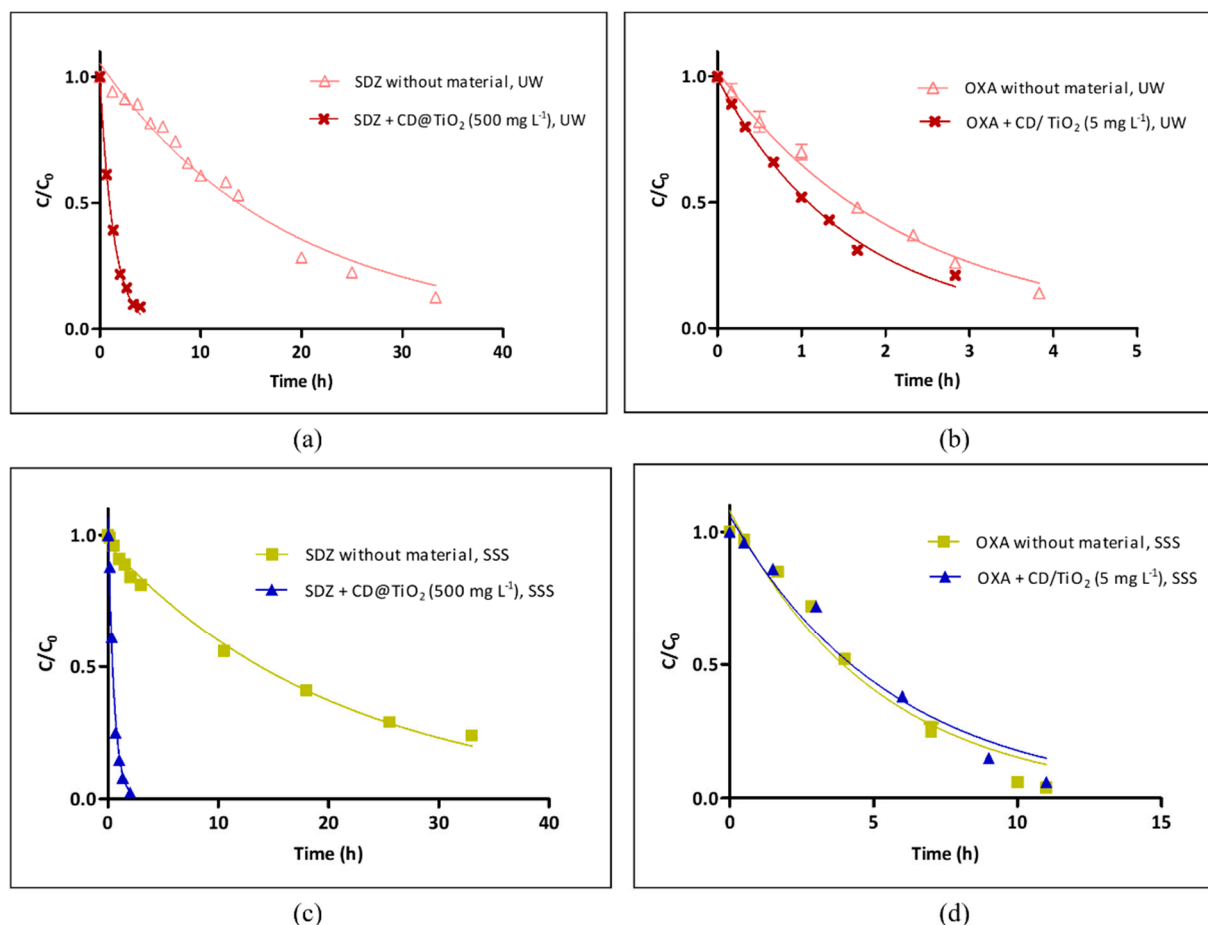 SDZ without material, UW
SDZ + CD@TiO₂ (500 mg L⁻¹), UW
1.0
0.5
0.0
C/C₀
0 10 20 30 40
Time (h)
(a)
OXA without material, UW
OXA + CD/ TiO₂ (5 mg L⁻¹), UW
1.0
0.5
0.0
C/C₀
0 1 2 3 4 5
Time (h)
(b)
SDZ without material, SSS
SDZ + CD@TiO₂ (500 mg L⁻¹), SSS
1.0
0.5
0.0
C/C₀
0 10 20 30 40
Time (h)
(c)
OXA without material, SSS
OXA + CD/TiO₂ (5 mg L⁻¹), SSS
1.0
0.5
0.0
C/C₀
0 5 10 15
Time (h)
(d)